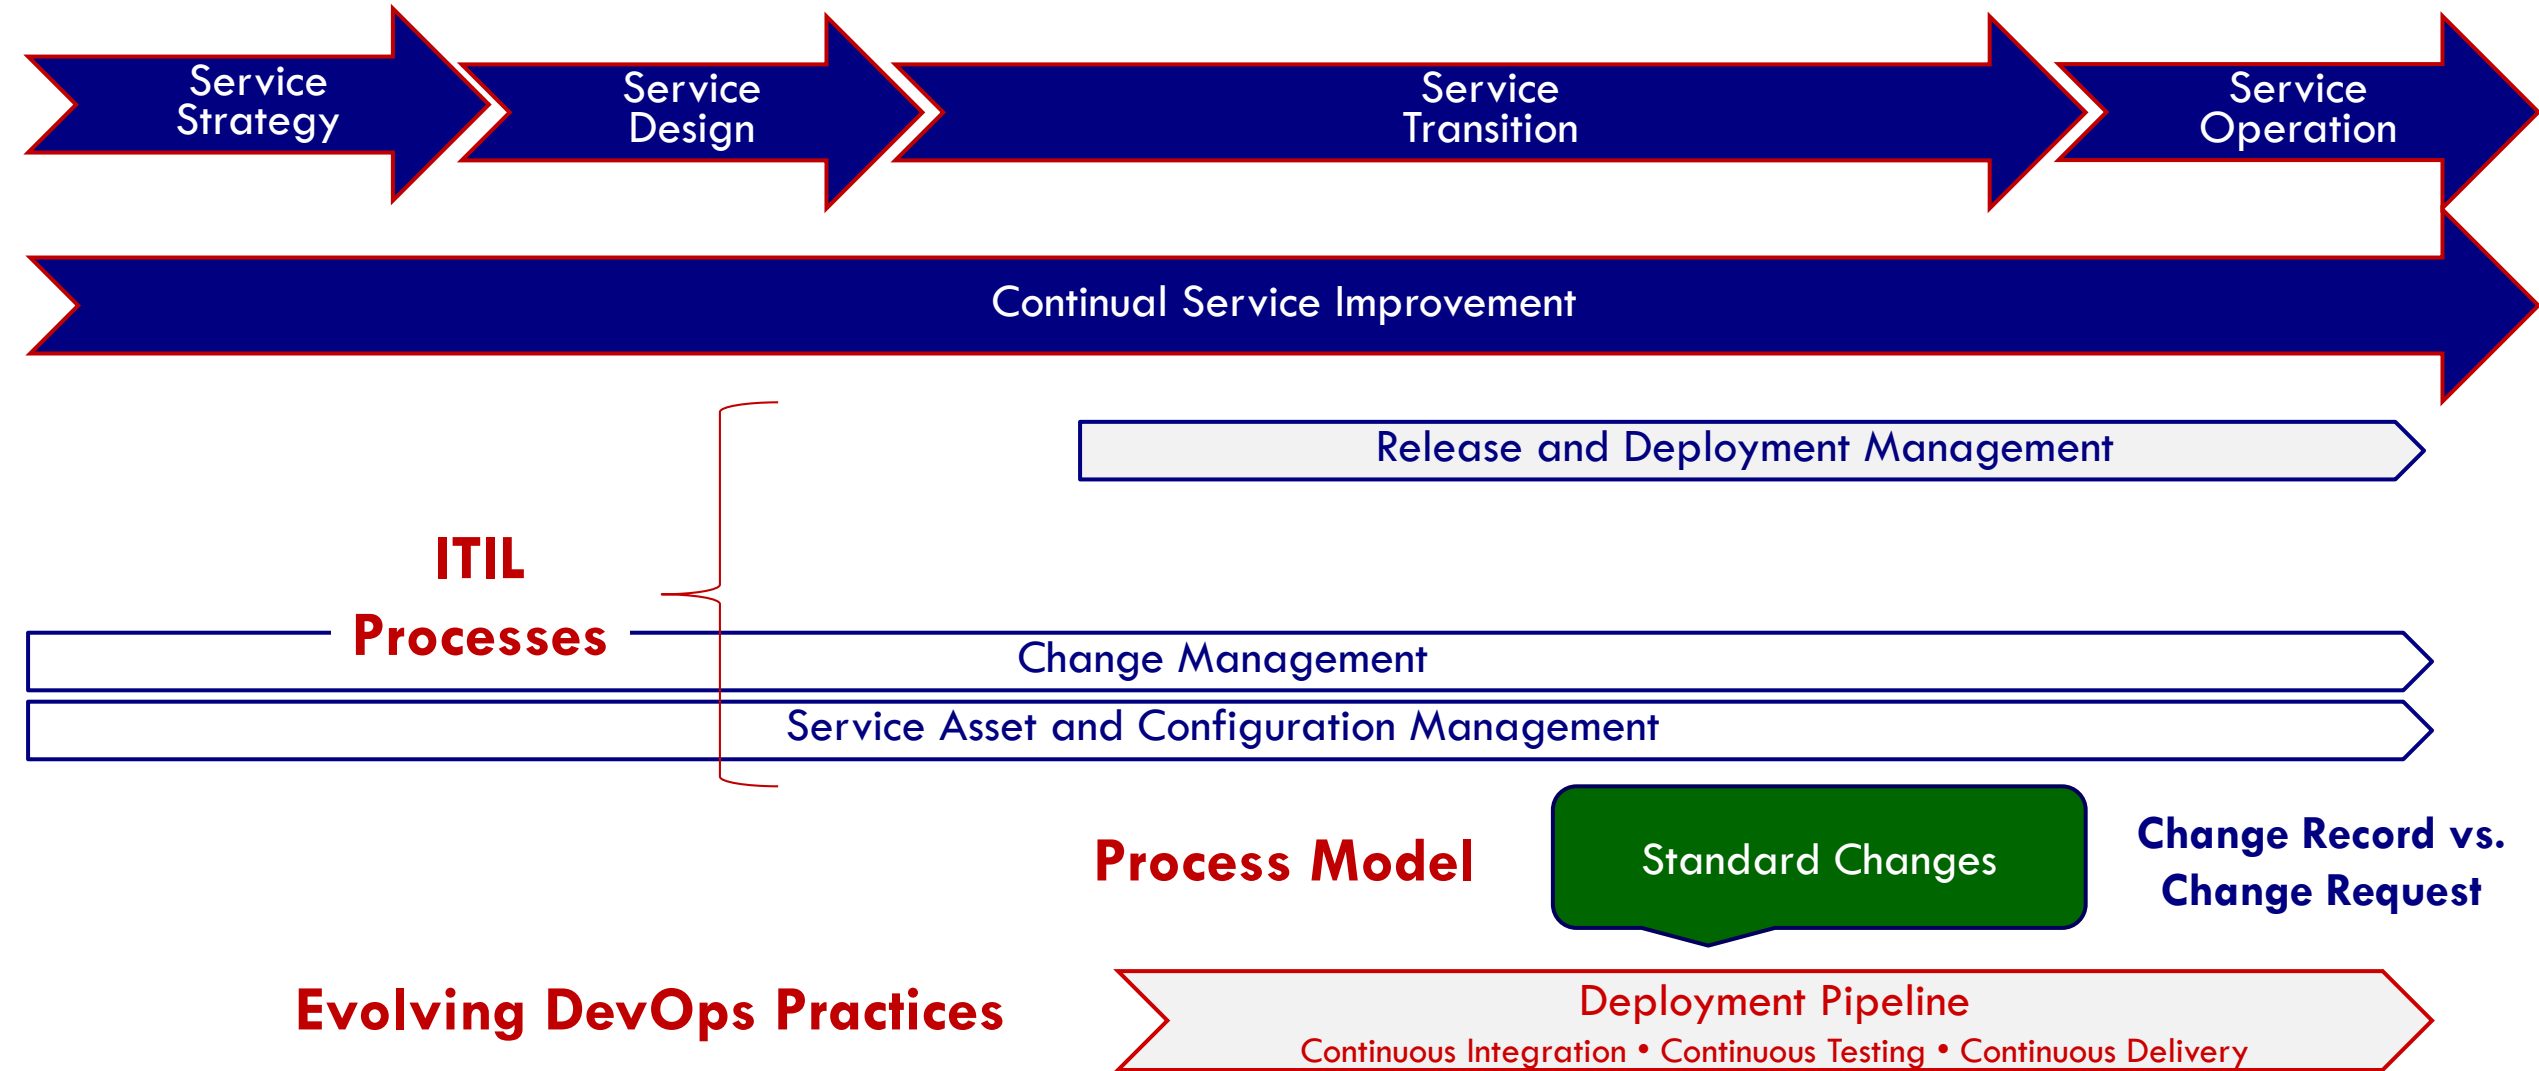 Service
Strategy
Service
Design
Service
Transition
Service
Operation
Continual Service Improvement
Release and Deployment Management
ITIL
Processes
Change Management
Service Asset and Configuration Management
Process Model
Standard Changes
Change Record vs.
Change Request
Evolving DevOps Practices
Deployment Pipeline
Continuous Integration • Continuous Testing • Continuous Delivery